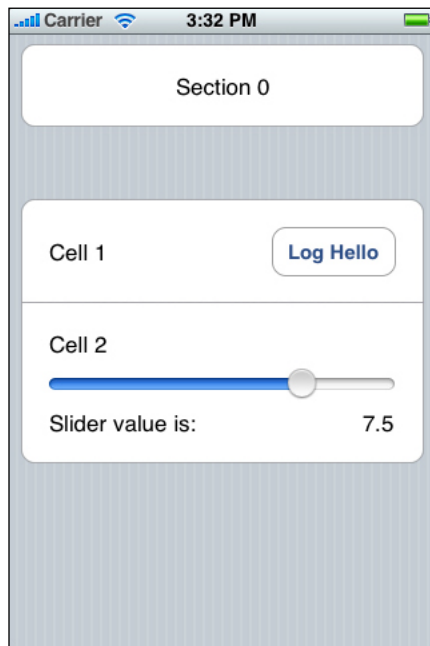 Carrier 3:32 PM
Section 0
Cell 1 Log Hello
Cell 2
Slider value is: 7.5